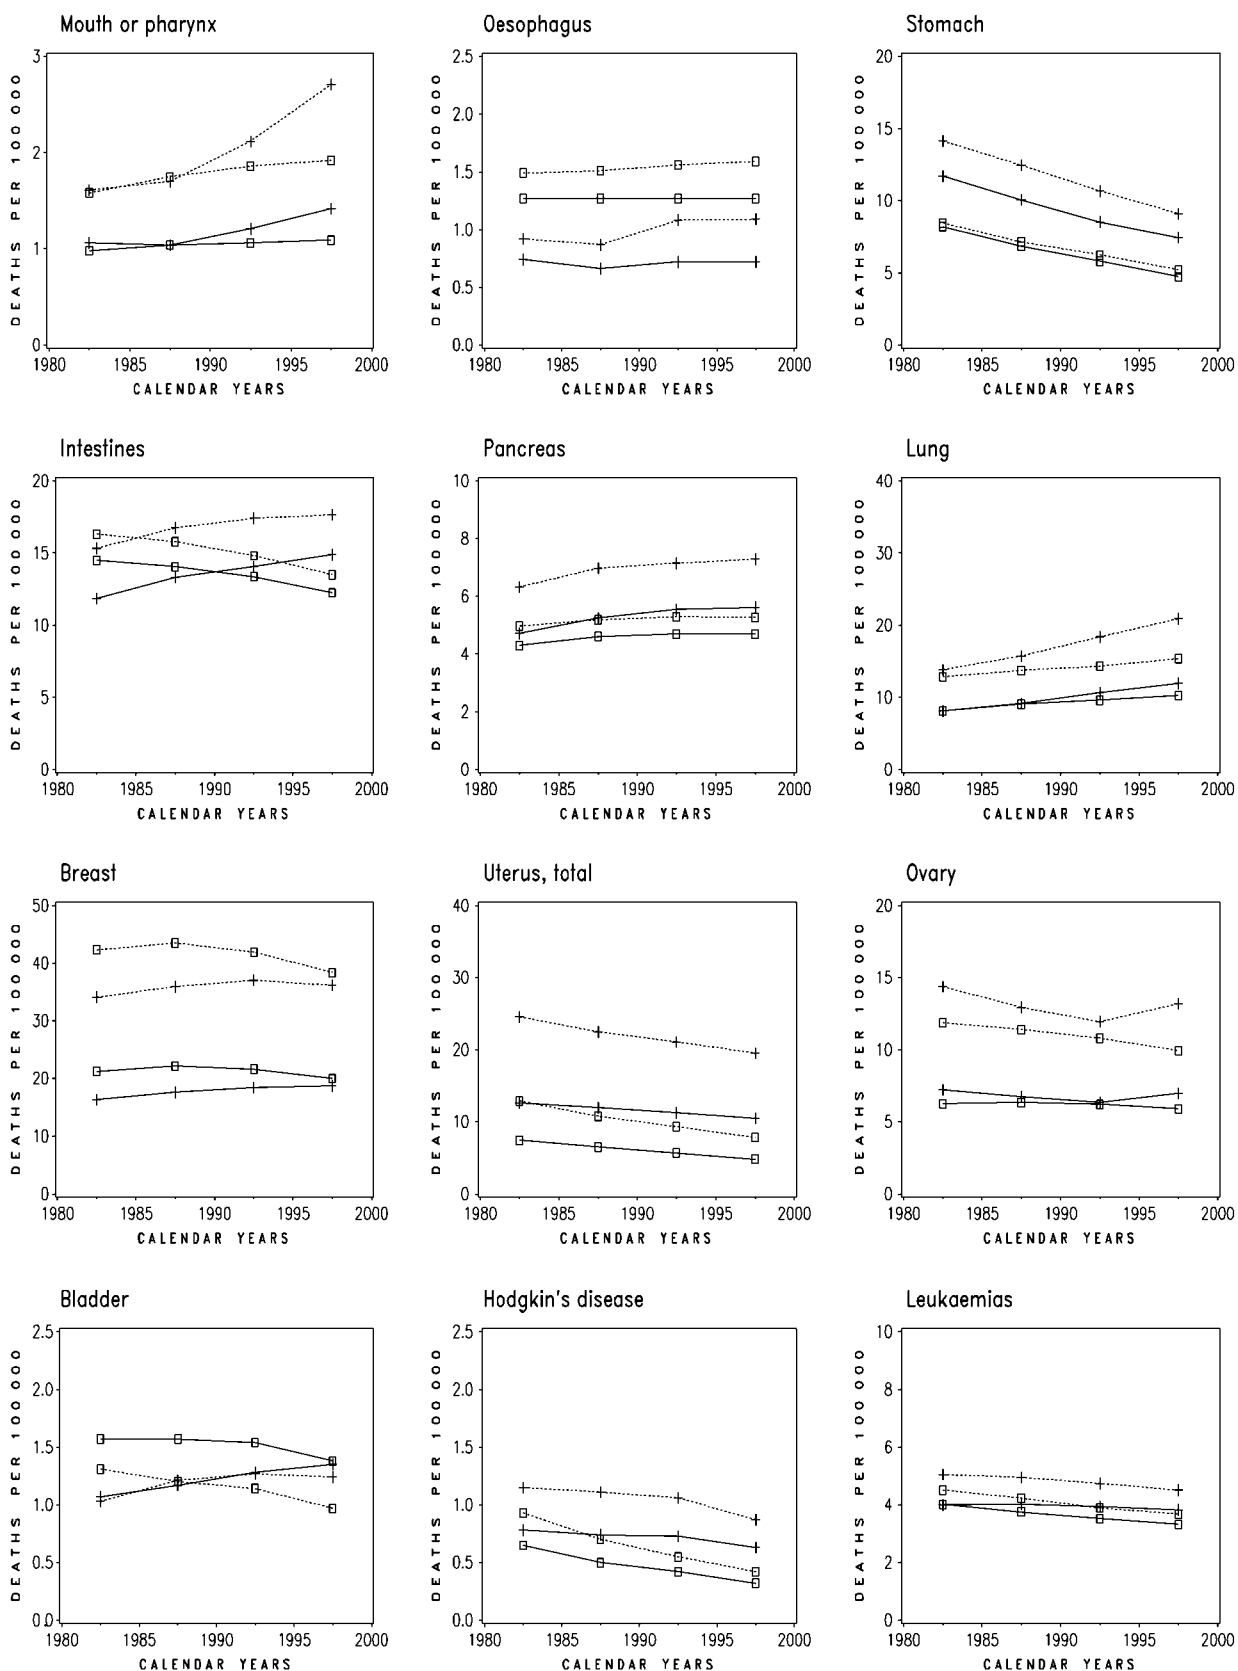 Mouth or pharynx
DEATHS PER 100 000
3
2
1
0
1980 1985 1990 1995 2000
CALENDAR YEARS
Oesophagus
DEATHS PER 100 000
2.5
2.0
1.5
1.0
0.5
0.0
1980 1985 1990 1995 2000
CALENDAR YEARS
Stomach
DEATHS PER 100 000
20
15
10
5
0
1980 1985 1990 1995 2000
CALENDAR YEARS
Intestines
DEATHS PER 100 000
20
15
10
5
0
1980 1985 1990 1995 2000
CALENDAR YEARS
Pancreas
DEATHS PER 100 000
10
8
6
4
2
0
1980 1985 1990 1995 2000
CALENDAR YEARS
Lung
DEATHS PER 100 000
40
30
20
10
0
1980 1985 1990 1995 2000
CALENDAR YEARS
Breast
DEATHS PER 100 000
50
40
30
20
10
0
1980 1985 1990 1995 2000
CALENDAR YEARS
Uterus, total
DEATHS PER 100 000
40
30
20
10
0
1980 1985 1990 1995 2000
CALENDAR YEARS
Ovary
DEATHS PER 100 000
20
15
10
5
0
1980 1985 1990 1995 2000
CALENDAR YEARS
Bladder
DEATHS PER 100 000
2.5
2.0
1.5
1.0
0.5
0.0
1980 1985 1990 1995 2000
CALENDAR YEARS
Hodgkin's disease
DEATHS PER 100 000
2.5
2.0
1.5
1.0
0.5
0.0
1980 1985 1990 1995 2000
CALENDAR YEARS
Leukaemias
DEATHS PER 100 000
10
8
6
4
2
0
1980 1985 1990 1995 2000
CALENDAR YEARS